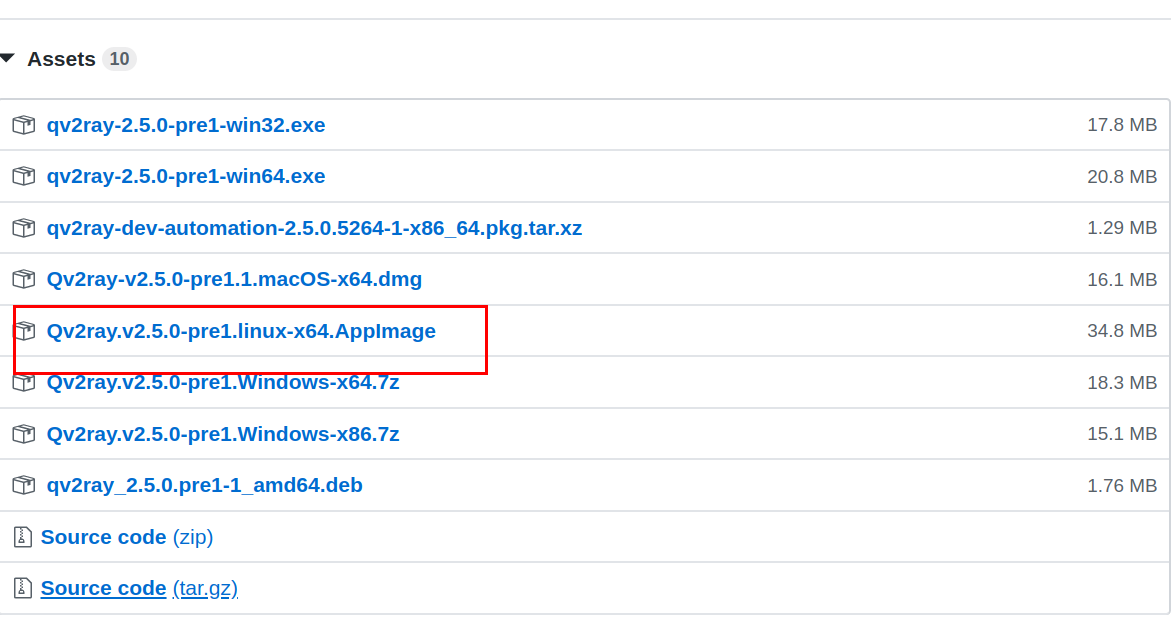 Assets 10
qv2ray-2.5.0-pre1-win32.exe 17.8 MB
qv2ray-2.5.0-pre1-win64.exe 20.8 MB
qv2ray-dev-automation-2.5.0.5264-1-x86_64.pkg.tar.xz 1.29 MB
Qv2ray-v2.5.0-pre1.1.macOS-x64.dmg 16.1 MB
Qv2ray.v2.5.0-pre1.linux-x64.AppImage 34.8 MB
Qv2ray.v2.5.0-pre1.Windows-x64.7z 18.3 MB
Qv2ray.v2.5.0-pre1.Windows-x86.7z 15.1 MB
qv2ray_2.5.0.pre1-1_amd64.deb 1.76 MB
Source code (zip)
Source code (tar.gz)